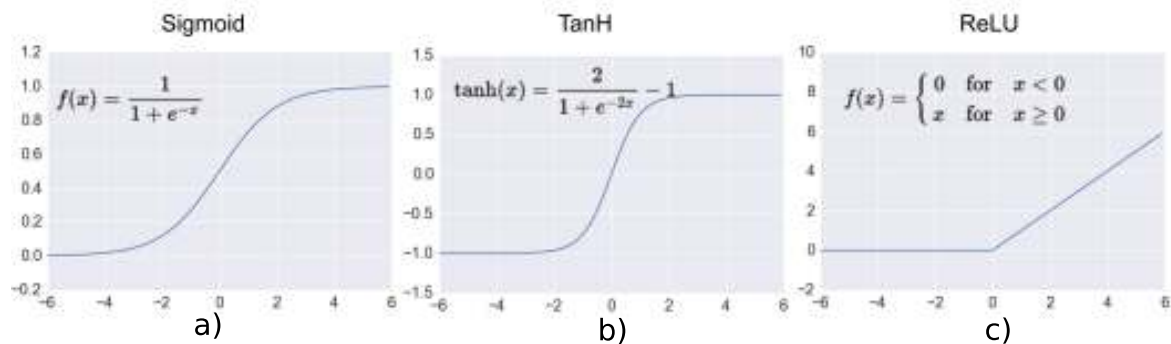 Sigmoid
1.2
1.0
0.8
0.6
0.4
0.2
0.0
−0.2
f(x) = 1 / (1 + e^{-x})
−6 −4 −2 0 2 4 6
a)
TanH
1.5
1.0
0.5
0.0
−0.5
−1.0
−1.5
tanh(x) = 2 / (1 + e^{-2x}) − 1
−6 −4 −2 0 2 4 6
b)
ReLU
10
8
6
4
2
0
−2
f(x) = { 0 for x < 0
x for x ≥ 0
−6 −4 −2 0 2 4 6
c)